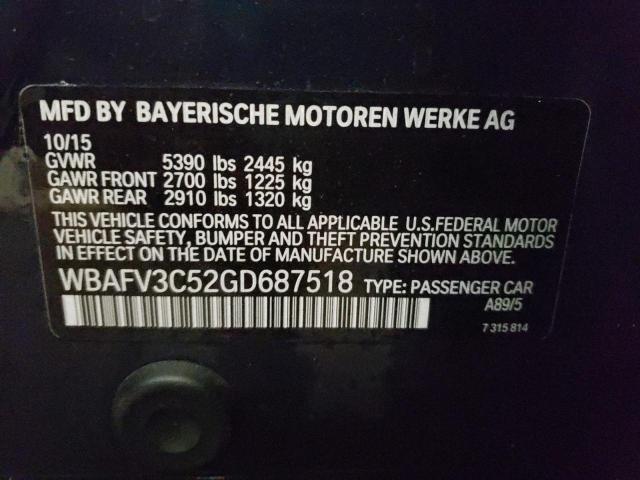 MFD BY BAYERISCHE MOTOREN WERKE AG
10/15
GVWR 5390 lbs 2445 kg
GAWR FRONT 2700 lbs 1225 kg
GAWR REAR 2910 lbs 1320 kg
THIS VEHICLE CONFORMS TO ALL APPLICABLE U.S.FEDERAL MOTOR
VEHICLE SAFETY, BUMPER AND THEFT PREVENTION STANDARDS
IN EFFECT ON THE DATE OF MANUFACTURE SHOWN ABOVE.
WBAFV3C52GD687518 TYPE: PASSENGER CAR
A89/5
7 315 814